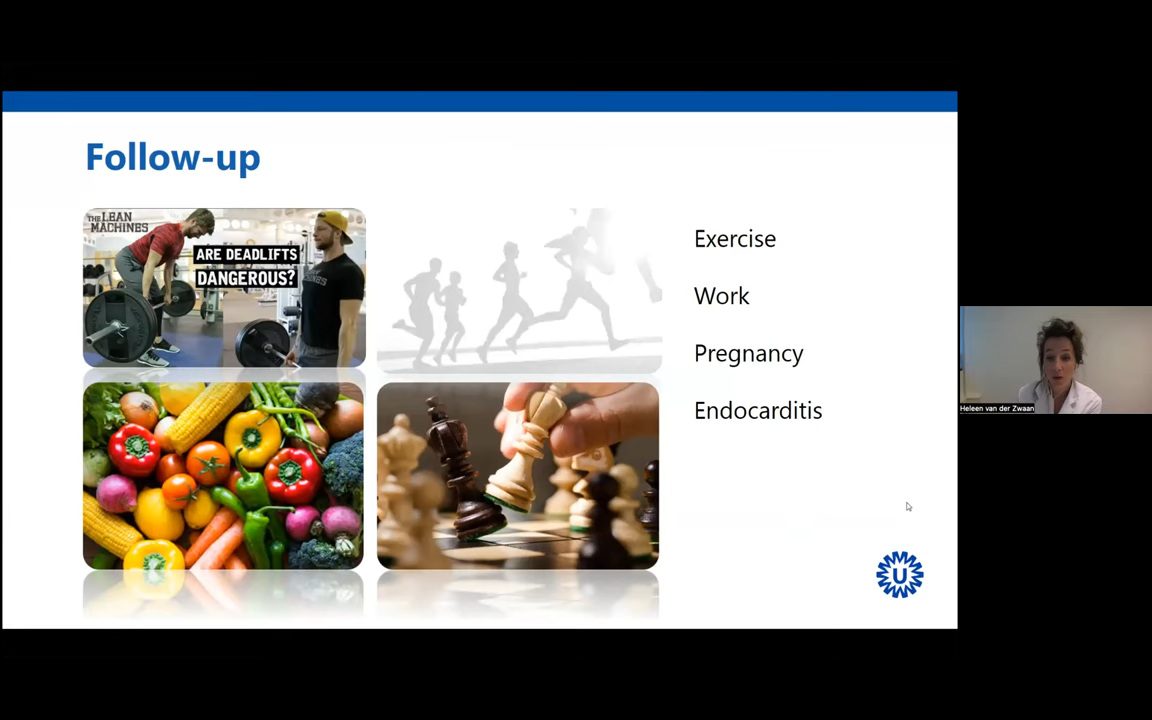 Follow-up
THE LEAN
MACHINES
ARE DEADLIFTS
DANGEROUS?
Exercise
Work
Pregnancy
Endocarditis
Heleen van der Zwaan
U